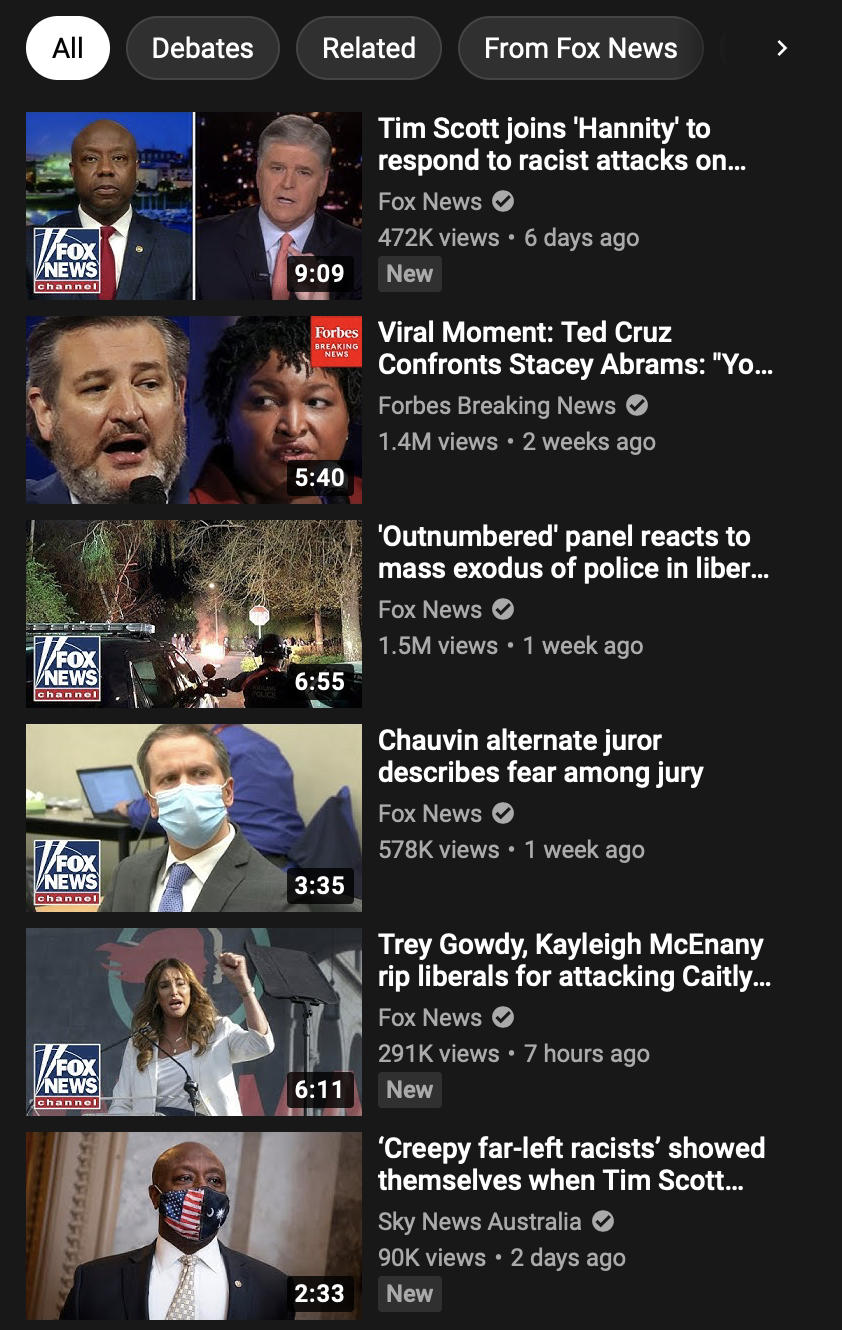 All
Debates
Related
From Fox News
Tim Scott joins 'Hannity' to
respond to racist attacks on...
Fox News
472K views • 6 days ago
New
FOX
NEWS
channel
9:09
Viral Moment: Ted Cruz
Confronts Stacey Abrams: "Yo...
Forbes Breaking News
1.4M views • 2 weeks ago
Forbes
BREAKING
NEWS
5:40
'Outnumbered' panel reacts to
mass exodus of police in liber...
Fox News
1.5M views • 1 week ago
FOX
NEWS
channel
POLICE
6:55
Chauvin alternate juror
describes fear among jury
Fox News
578K views • 1 week ago
FOX
NEWS
channel
3:35
Trey Gowdy, Kayleigh McEnany
rip liberals for attacking Caitly...
Fox News
291K views • 7 hours ago
New
FOX
NEWS
channel
6:11
‘Creepy far-left racists’ showed
themselves when Tim Scott...
Sky News Australia
90K views • 2 days ago
New
2:33